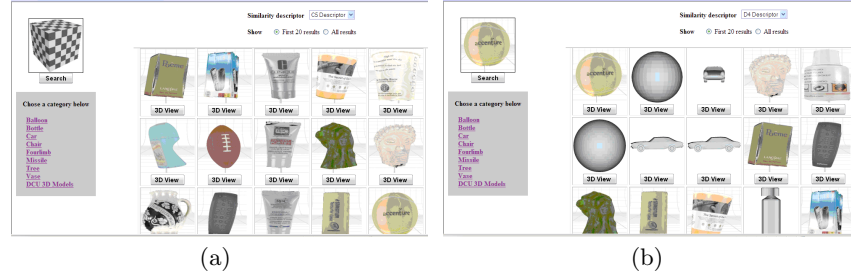 Similarity descriptor C5 Descriptor
Show First 20 results All results
Search
Chose a category below
Balloon
Bottle
Car
Chair
Fourlimb
Missile
Tree
Vase
DCU 3D Models
3D View 3D View 3D View 3D View 3D View
3D View 3D View 3D View 3D View 3D View
(a)
Similarity descriptor D4 Descriptor
Show First 20 results All results
accenture
Search
Chose a category below
Balloon
Bottle
Car
Chair
Fourlimb
Missile
Tree
Vase
DCU 3D Models
accenture
3D View 3D View 3D View 3D View 3D View
3D View 3D View 3D View 3D View 3D View
(b)